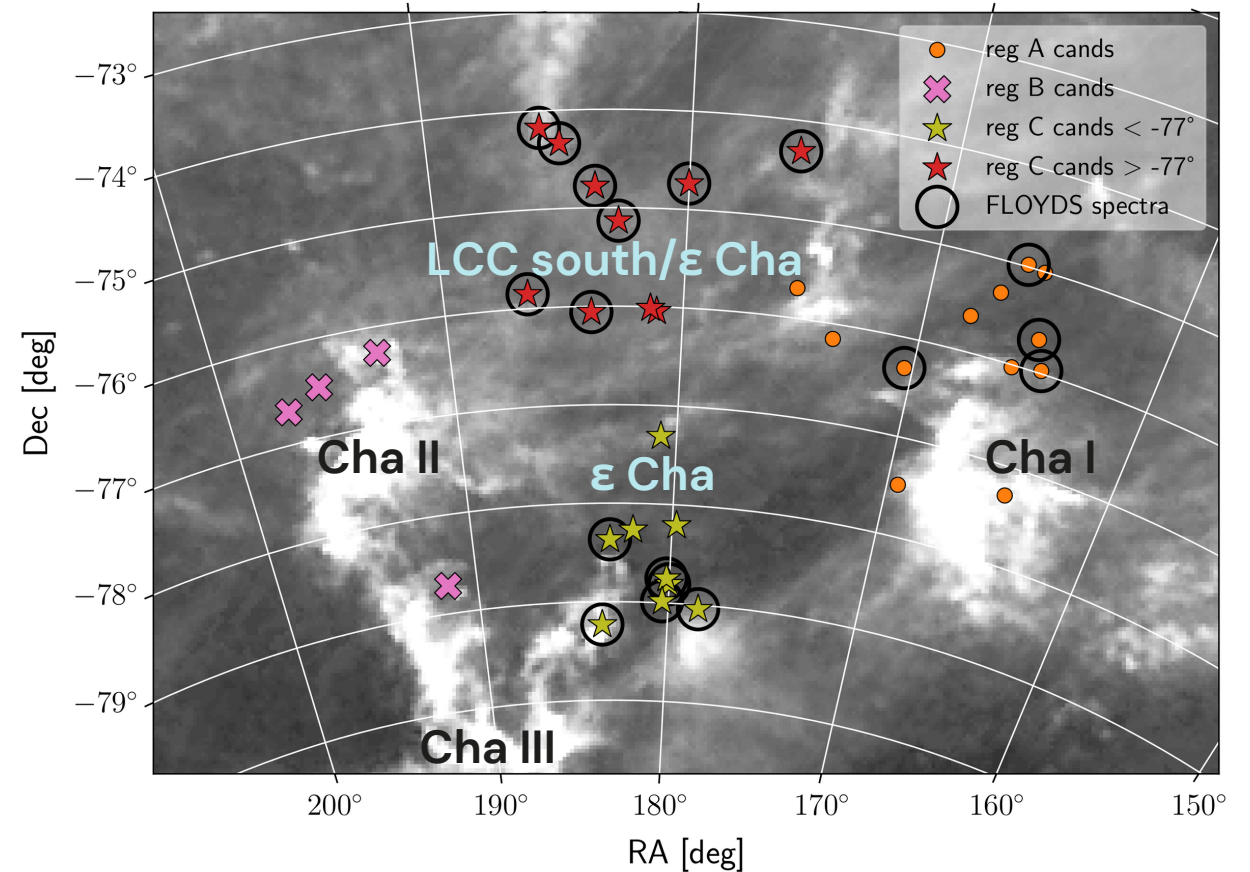 reg A cands
reg B cands
reg C cands < -77°
reg C cands > -77°
FLOYDS spectra
−73°
−74°
−75°
−76°
−77°
−78°
−79°
Dec [deg]
LCC south/ε Cha
Cha II
ε Cha
Cha I
Cha III
200°
190°
180°
170°
160°
150°
RA [deg]